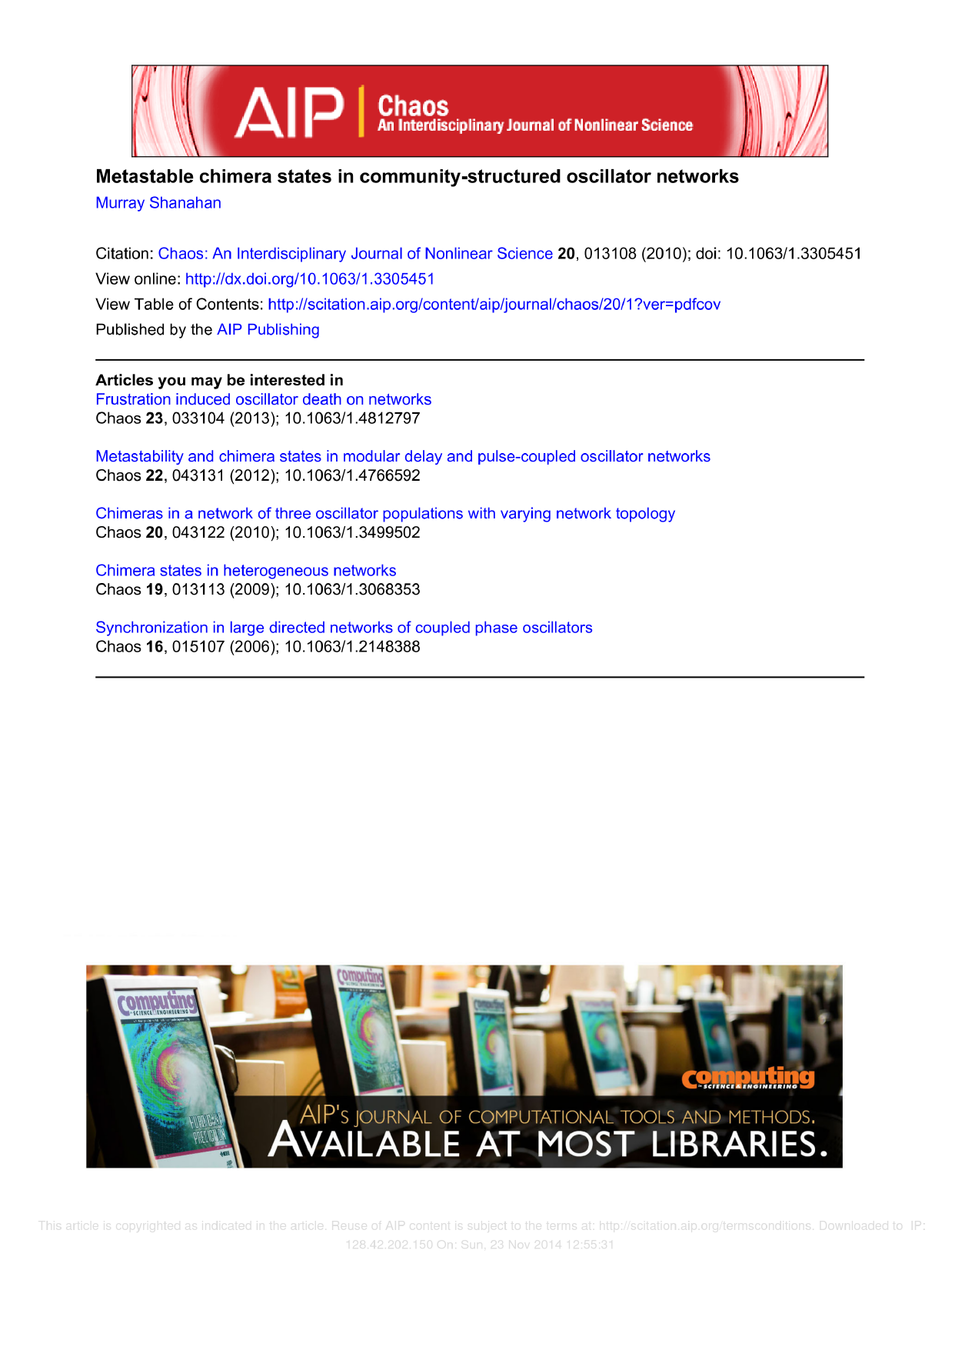 AIP | Chaos
An Interdisciplinary Journal of Nonlinear Science
Metastable chimera states in community-structured oscillator networks
Murray Shanahan
Citation: Chaos: An Interdisciplinary Journal of Nonlinear Science 20, 013108 (2010); doi: 10.1063/1.3305451
View online: http://dx.doi.org/10.1063/1.3305451
View Table of Contents: http://scitation.aip.org/content/aip/journal/chaos/20/1?ver=pdfcov
Published by the AIP Publishing
Articles you may be interested in
Frustration induced oscillator death on networks
Chaos 23, 033104 (2013); 10.1063/1.4812797
Metastability and chimera states in modular delay and pulse-coupled oscillator networks
Chaos 22, 043131 (2012); 10.1063/1.4766592
Chimeras in a network of three oscillator populations with varying network topology
Chaos 20, 043122 (2010); 10.1063/1.3499502
Chimera states in heterogeneous networks
Chaos 19, 013113 (2009); 10.1063/1.3068353
Synchronization in large directed networks of coupled phase oscillators
Chaos 16, 015107 (2006); 10.1063/1.2148388
computing
SCIENCE & ENGINEERING
computing
computing
computing
SCIENCE & ENGINEERING
AIP'S JOURNAL OF COMPUTATIONAL TOOLS AND METHODS.
AVAILABLE AT MOST LIBRARIES.
This article is copyrighted as indicated in the article. Reuse of AIP content is subject to the terms at: http://scitation.aip.org/termsconditions. Downloaded to IP:
128.42.202.150 On: Sun, 23 Nov 2014 12:55:31